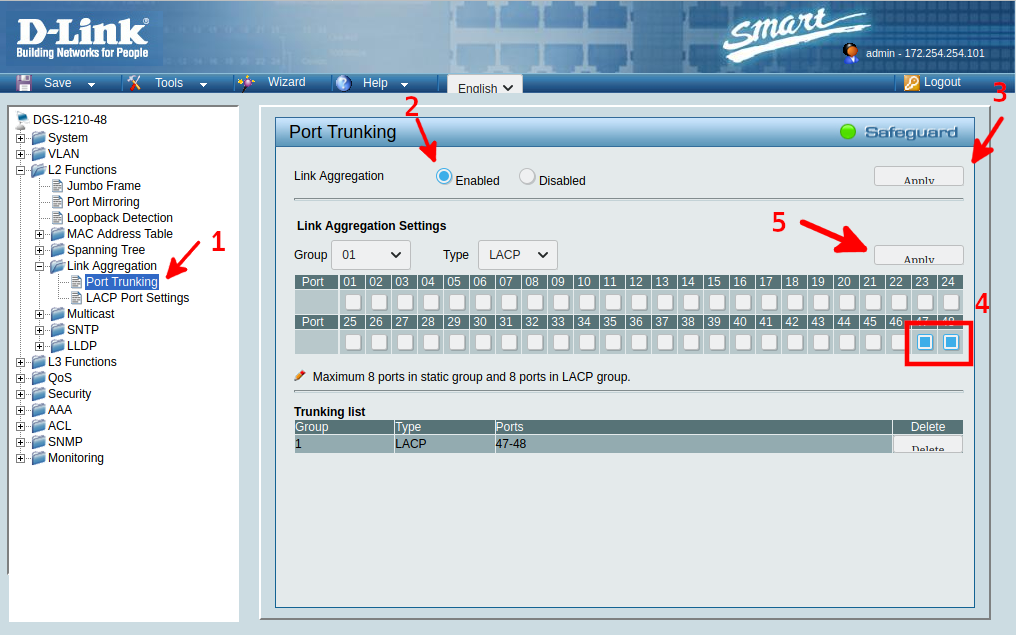 D-Link®
Building Networks for People
Smart
admin - 172.254.254.101
Save Tools Wizard Help English Logout
2
3
DGS-1210-48
System
VLAN
L2 Functions
Jumbo Frame
Port Mirroring
Loopback Detection
MAC Address Table
Spanning Tree
Link Aggregation
Port Trunking
LACP Port Settings
Multicast
SNTP
LLDP
L3 Functions
QoS
Security
AAA
ACL
SNMP
Monitoring
1
Port Trunking Safeguard
Link Aggregation Enabled Disabled Apply
Link Aggregation Settings
5
Group 01 Type LACP Apply
Port 01 02 03 04 05 06 07 08 09 10 11 12 13 14 15 16 17 18 19 20 21 22 23 24
4
Port 25 26 27 28 29 30 31 32 33 34 35 36 37 38 39 40 41 42 43 44 45 46 47 48
Maximum 8 ports in static group and 8 ports in LACP group.
Trunking list
Group Type Ports Delete
1 LACP 47-48 Delete